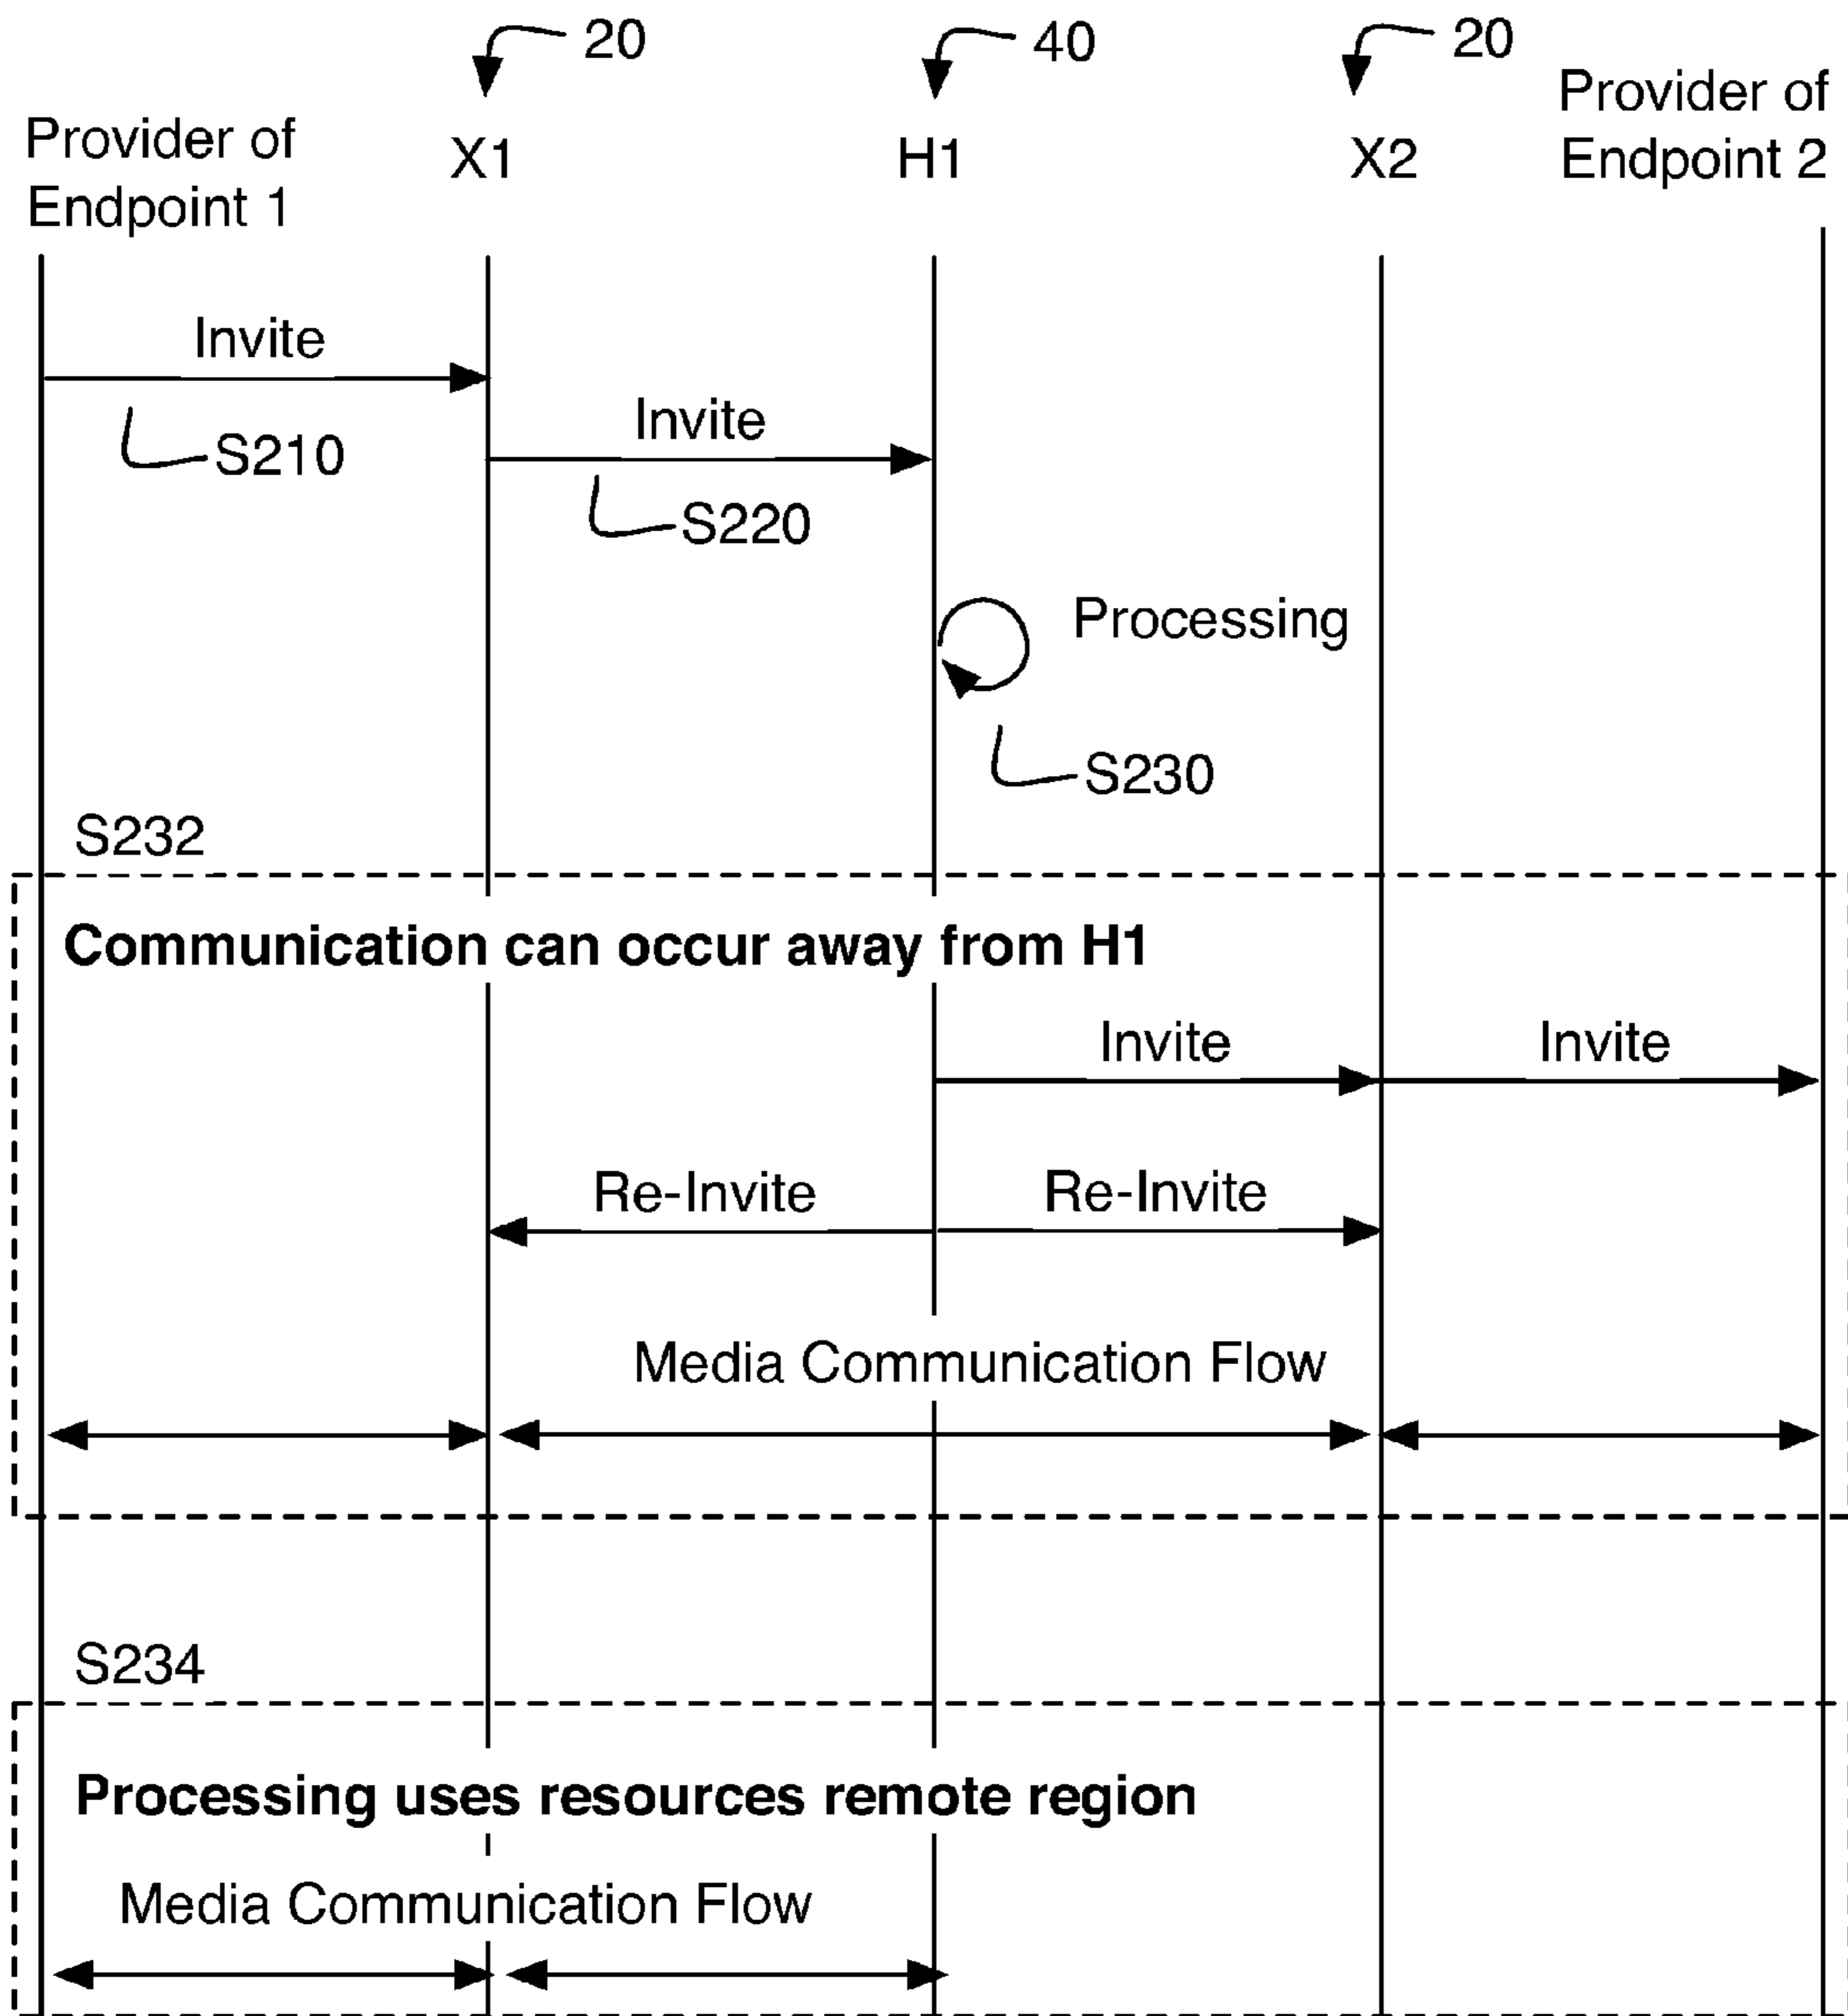 20
40
20
Provider of
Endpoint 1
X1
H1
X2
Provider of
Endpoint 2
Invite
S210
Invite
S220
Processing
S230
S232
Communication can occur away from H1
Invite
Invite
Re-Invite
Re-Invite
Media Communication Flow
S234
Processing uses resources remote region
Media Communication Flow